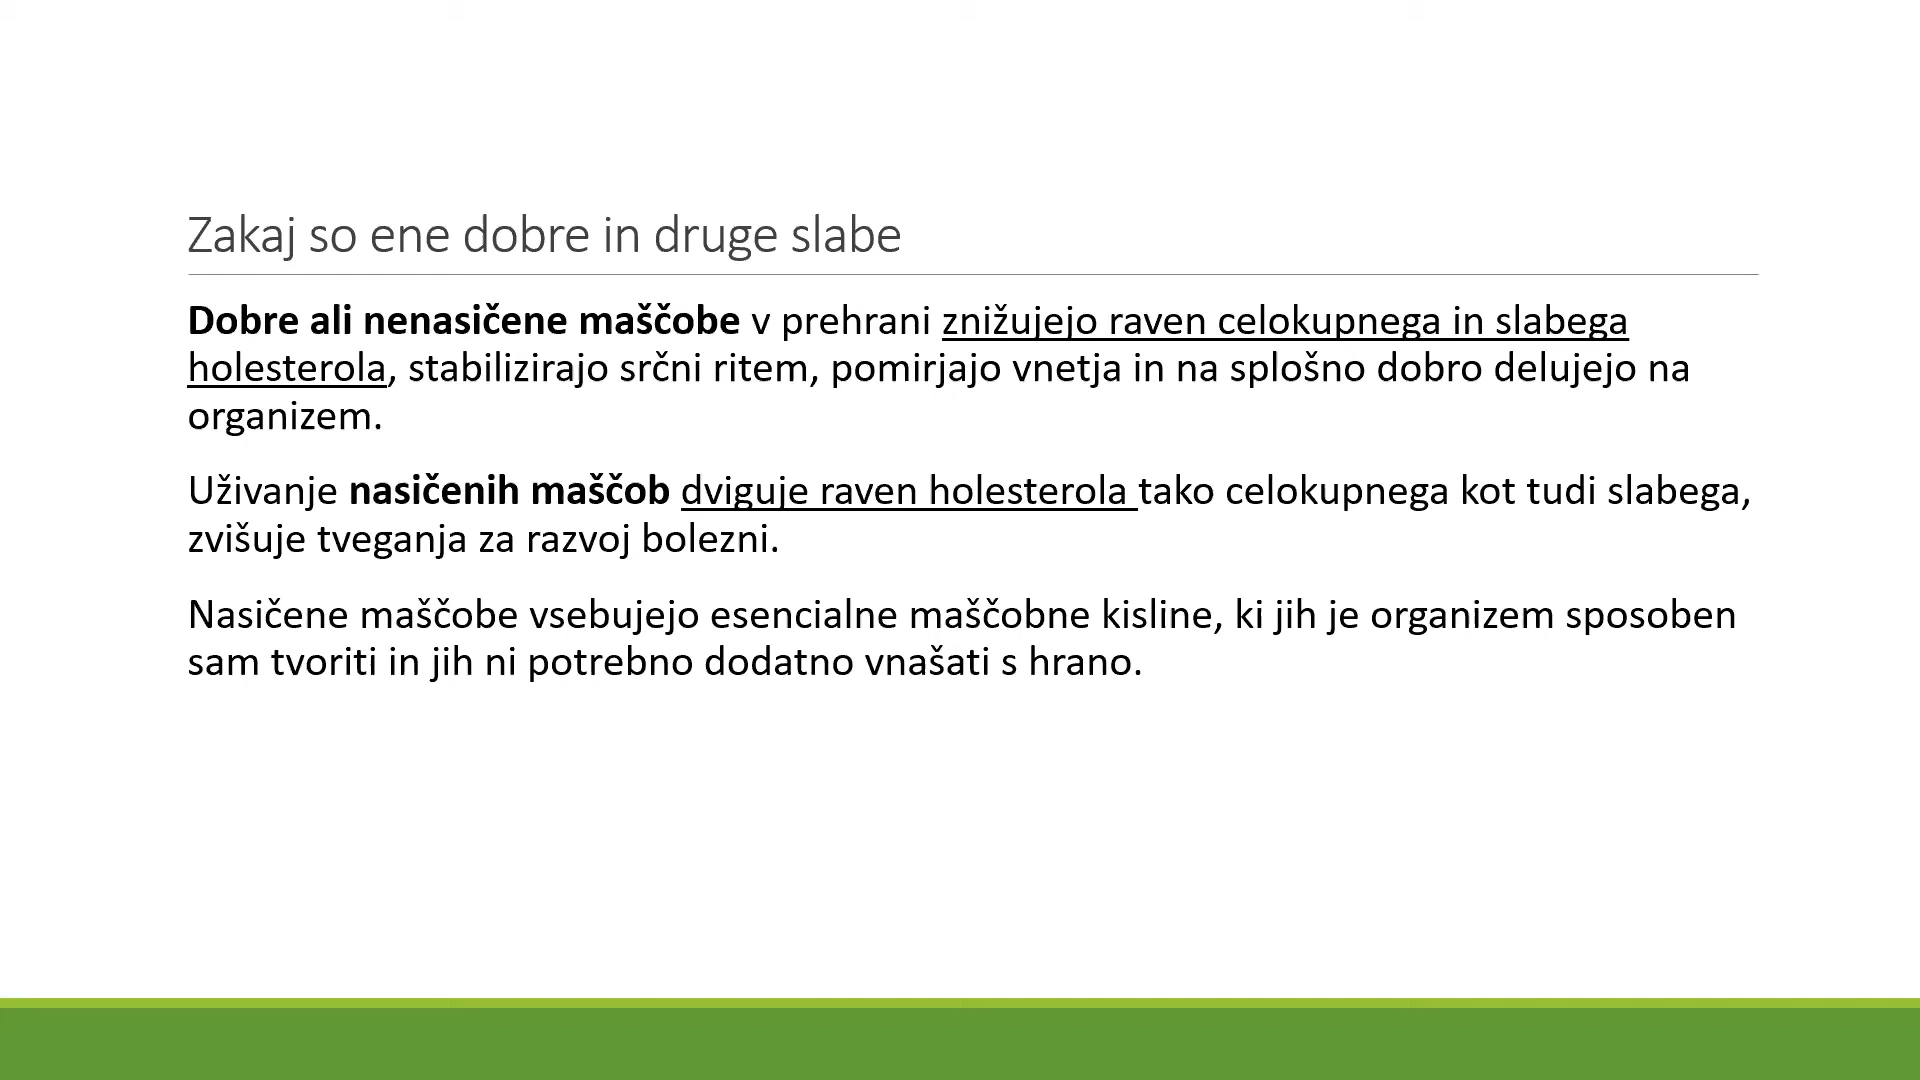 Zakaj so ene dobre in druge slabe
Dobre ali nenasičene maščobe v prehrani znižujejo raven celokupnega in slabega
holesterola, stabilizirajo srčni ritem, pomirjajo vnetja in na splošno dobro delujejo na
organizem.
Uživanje nasičenih maščob dviguje raven holesterola tako celokupnega kot tudi slabega,
zvišuje tveganja za razvoj bolezni.
Nasičene maščobe vsebujejo esencialne maščobne kisline, ki jih je organizem sposoben
sam tvoriti in jih ni potrebno dodatno vnašati s hrano.